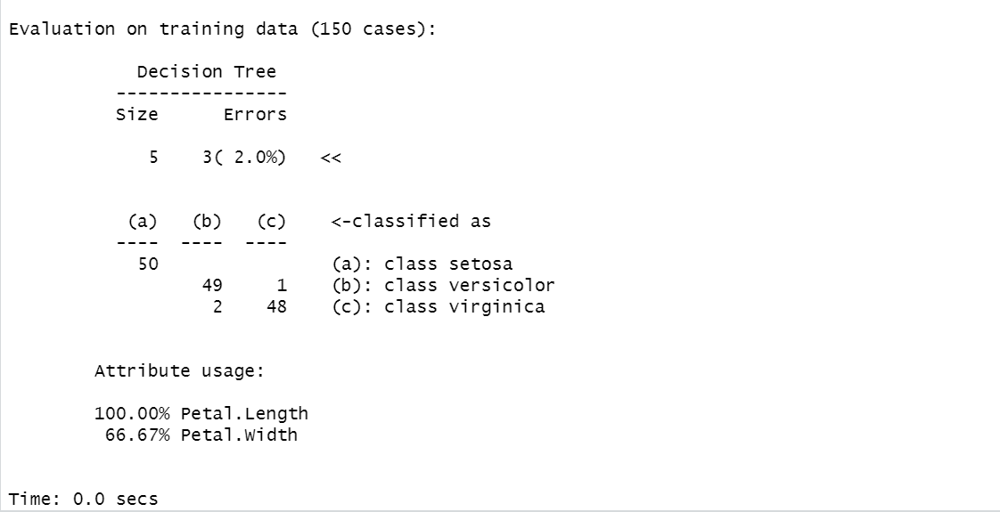 Evaluation on training data (150 cases):
Decision Tree
----------------
Size Errors
5 3( 2.0%) <<
(a) (b) (c) <-classified as
---- ---- ----
50 (a): class setosa
49 1 (b): class versicolor
2 48 (c): class virginica
Attribute usage:
100.00% Petal.Length
66.67% Petal.Width
Time: 0.0 secs